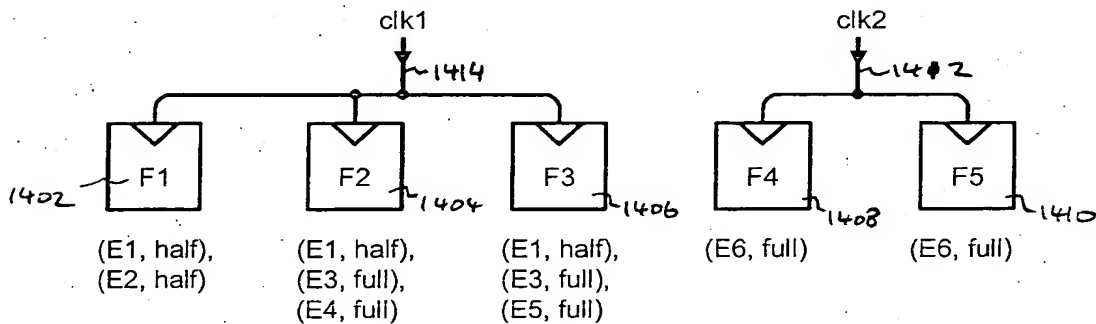 clk1 clk2
1414 1412
F1 F2 F3 F4 F5
1402 1404 1406 1408 1410
(E1, half), (E1, half), (E1, half), (E6, full) (E6, full)
(E2, half) (E3, full), (E3, full),
(E4, full) (E5, full)